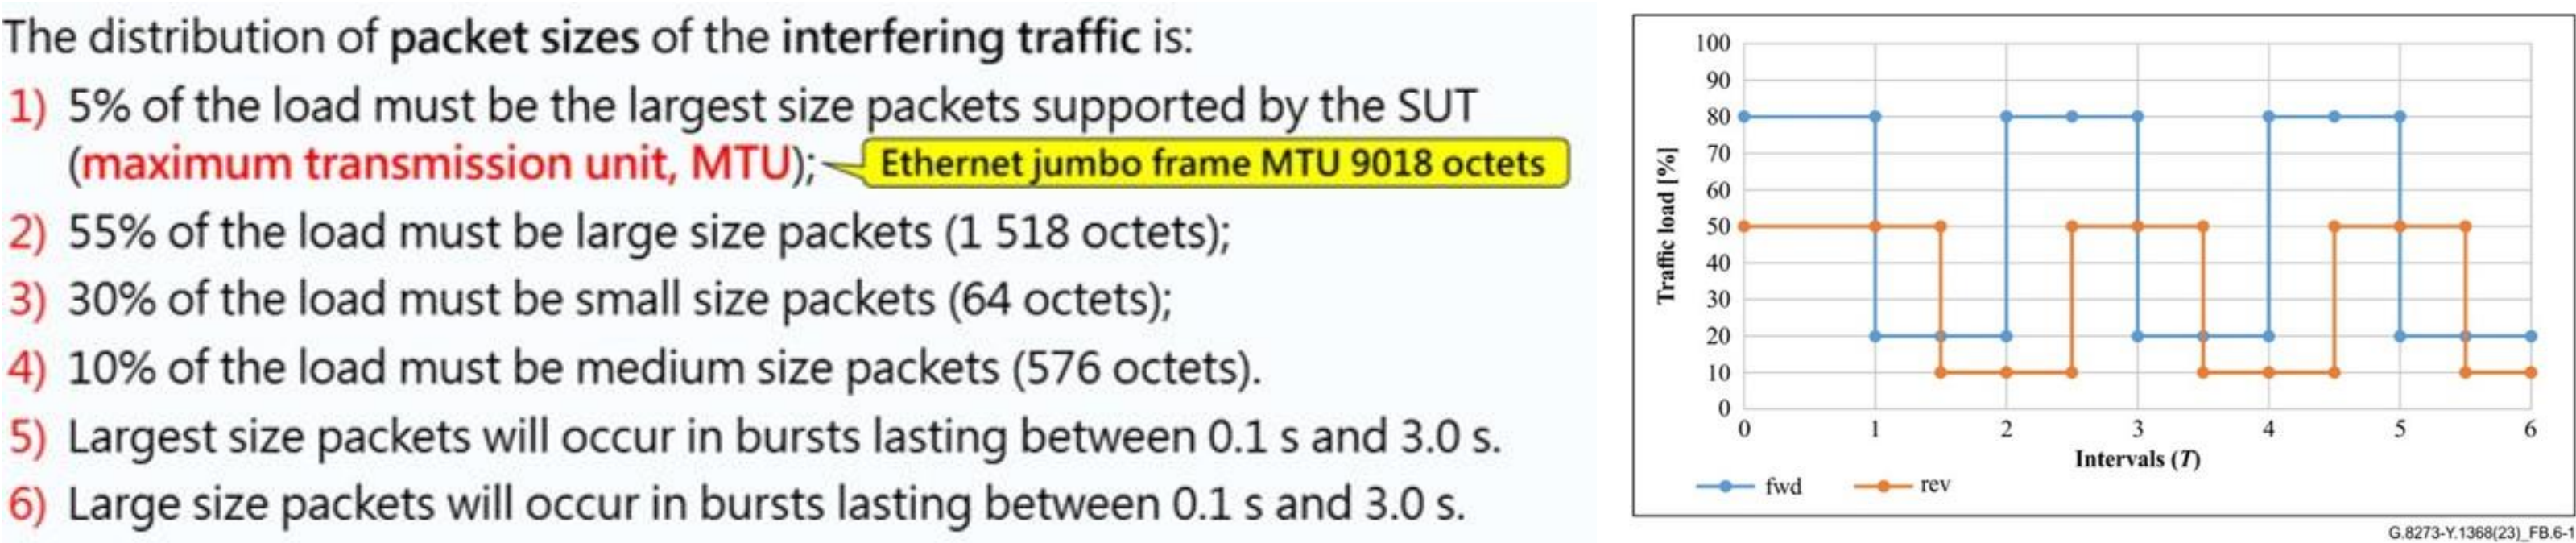 The distribution of packet sizes of the interfering traffic is:
1) 5% of the load must be the largest size packets supported by the SUT
(maximum transmission unit, MTU);
Ethernet jumbo frame MTU 9018 octets
2) 55% of the load must be large size packets (1 518 octets);
3) 30% of the load must be small size packets (64 octets);
4) 10% of the load must be medium size packets (576 octets).
5) Largest size packets will occur in bursts lasting between 0.1 s and 3.0 s.
6) Large size packets will occur in bursts lasting between 0.1 s and 3.0 s.
100
90
80
70
60
50
40
30
20
10
0
Traffic load [%]
0 1 2 3 4 5 6
Intervals (T)
fwd rev
G.8273-Y.1368(23)_FB.6-1